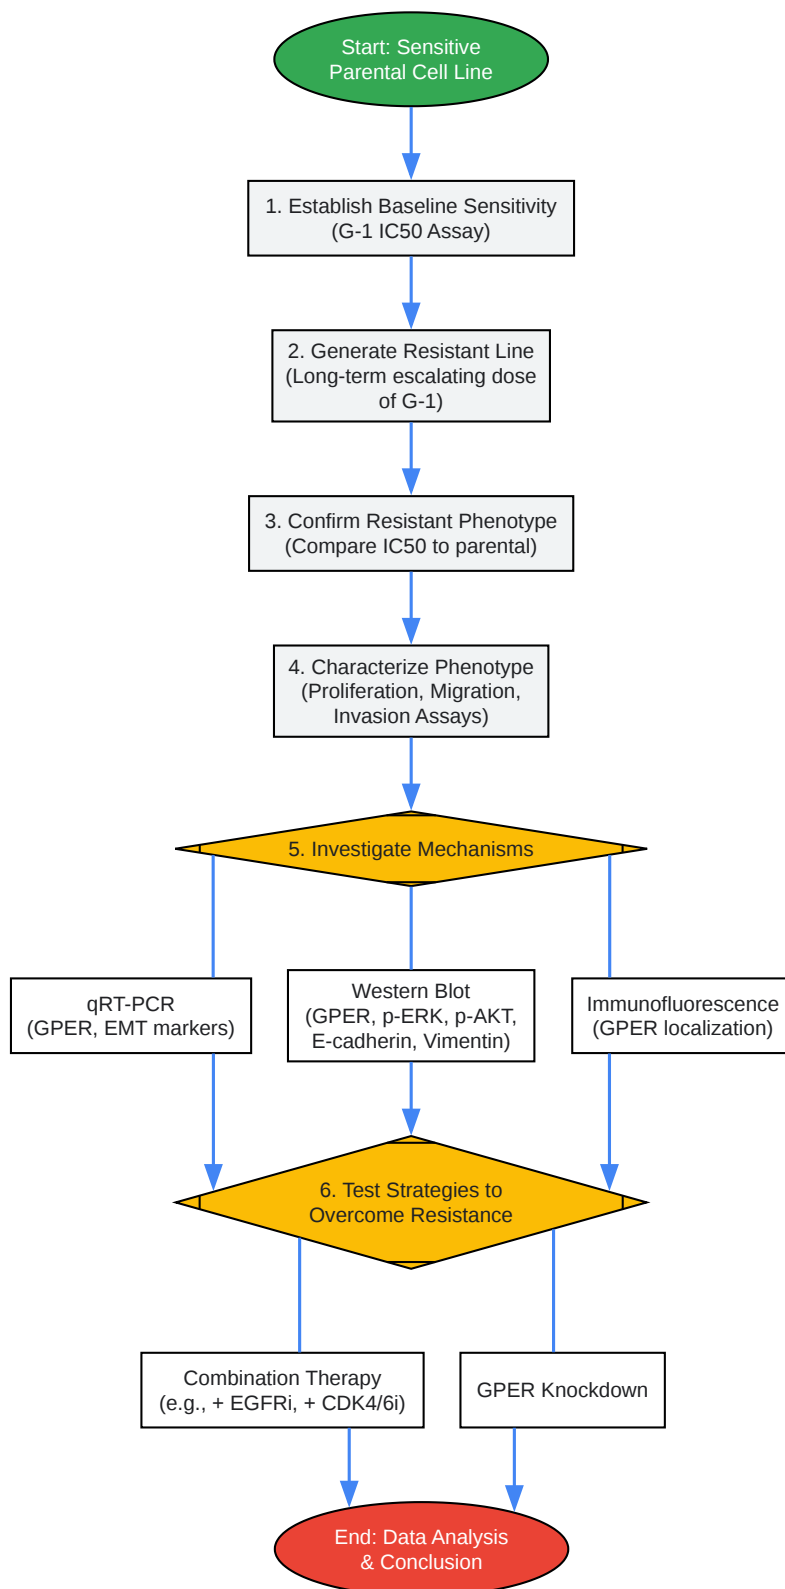 Start: Sensitive
Parental Cell Line
1. Establish Baseline Sensitivity
(G-1 IC50 Assay)
2. Generate Resistant Line
(Long-term escalating dose
of G-1)
3. Confirm Resistant Phenotype
(Compare IC50 to parental)
4. Characterize Phenotype
(Proliferation, Migration,
Invasion Assays)
5. Investigate Mechanisms
qRT-PCR
(GPER, EMT markers)
Western Blot
(GPER, p-ERK, p-AKT,
E-cadherin, Vimentin)
Immunofluorescence
(GPER localization)
6. Test Strategies to
Overcome Resistance
Combination Therapy
(e.g., + EGFRi, + CDK4/6i)
GPER Knockdown
End: Data Analysis
& Conclusion